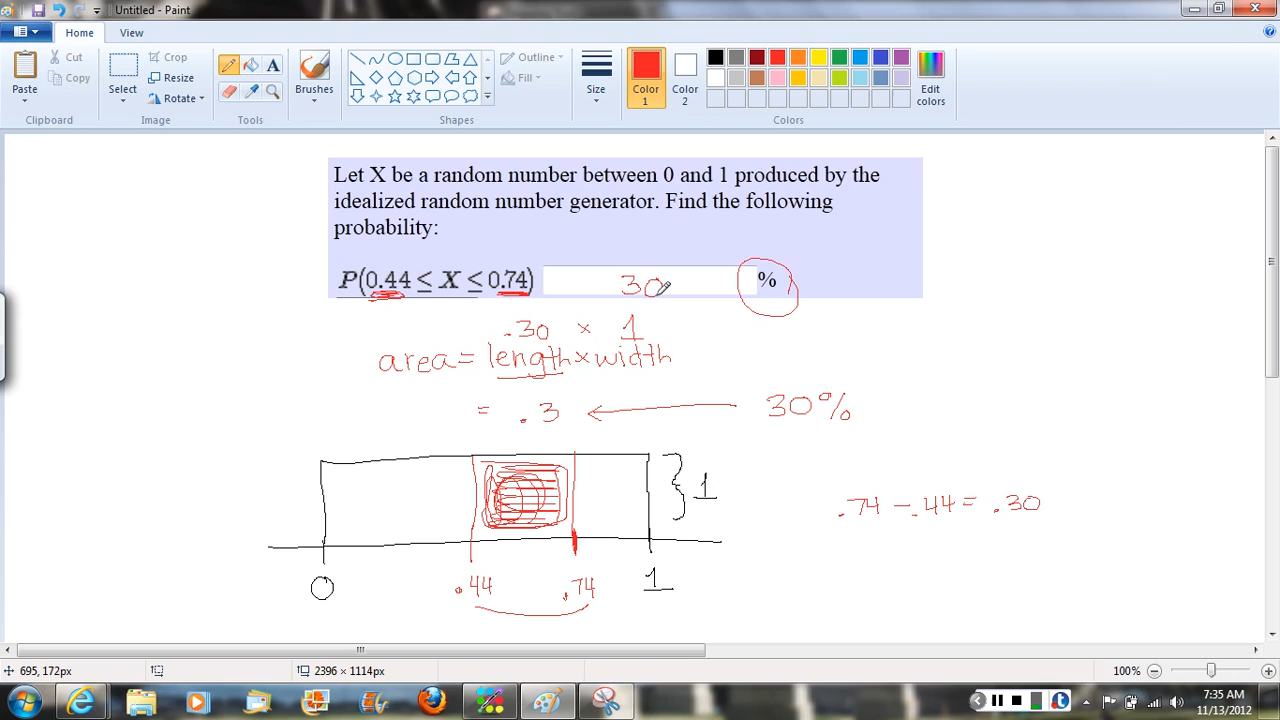 Untitled - Paint
Home
View
Paste
Cut
Copy
Clipboard
Select
Crop
Resize
Rotate
Image
A
Tools
Brushes
Outline
Fill
Shapes
Size
Color 1
Color 2
Edit colors
Colors
Let X be a random number between 0 and 1 produced by the
idealized random number generator. Find the following
probability:
P(0.44 ≤ X ≤ 0.74) 30 %
.30 × 1
area = length × width
= .3 ← 30%
1
.74 - .44 = .30
0 .44 .74 1
695, 172px
2396 × 1114px
100%
7:35 AM
11/13/2012